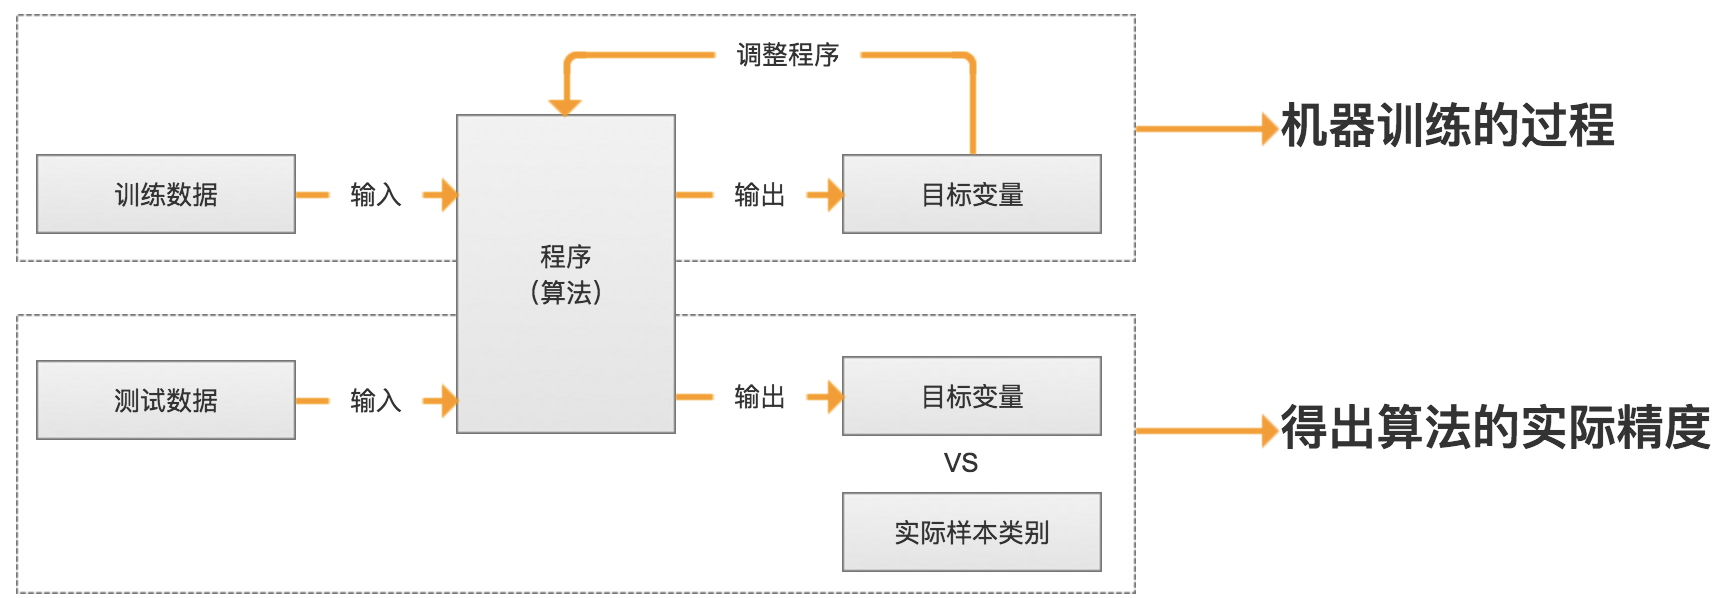 调整程序
机器训练的过程
训练数据
输入
输出
目标变量
程序
(算法)
测试数据
输入
输出
目标变量
得出算法的实际精度
VS
实际样本类别